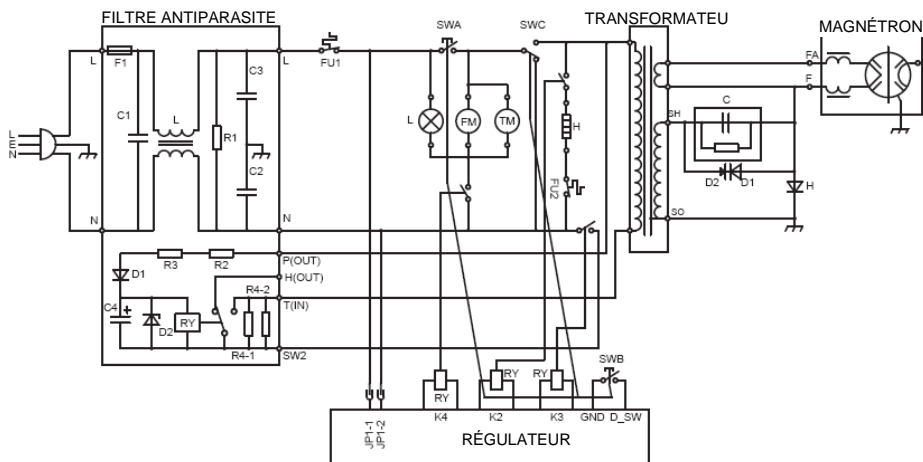 FILTRE ANTIPARASITE
SWA
SWC
TRANSFORMATEU
MAGNÉTRON
L
F1
L
FU1
FA
F
C3
C1
L
R1
L
FM
TM
H
C
SH
L
E
N
C2
FU2
D2
D1
H
N
N
SO
R3
R2
P(OUT)
D1
H(OUT)
R4-2
T(IN)
C4
+
D2
RY
R4-1
SW2
SWB
RY
RY
RY
JP1-1
JP1-2
K4
K2
K3
GND
D_SW
RÉGULATEUR